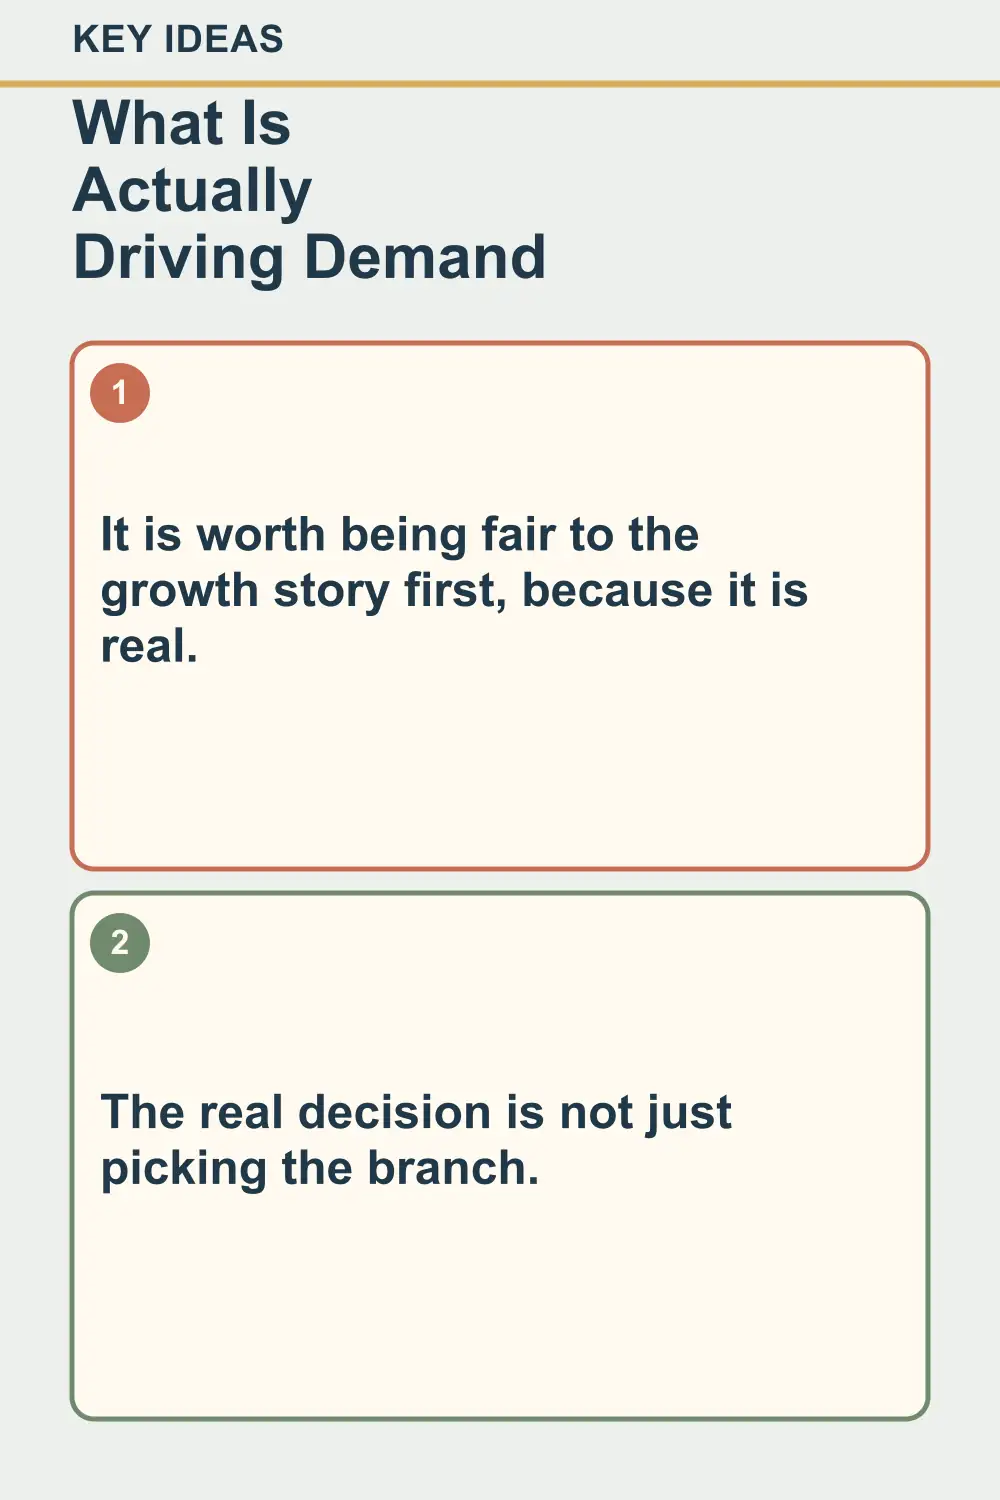 KEY IDEAS
What Is
Actually
Driving Demand
1
It is worth being fair to the
growth story first, because it is
real.
2
The real decision is not just
picking the branch.